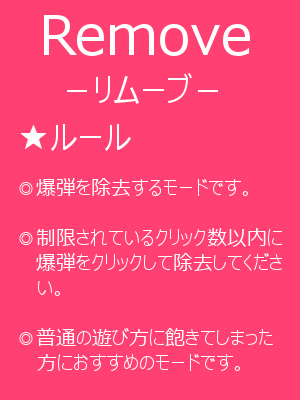 Remove
－リムーブ－
★ルール
◎爆弾を除去するモードです。
◎制限されているクリック数以内に
爆弾をクリックして除去してくださ
い。
◎普通の遊び方に飽きてしまった
方におすすめのモードです。